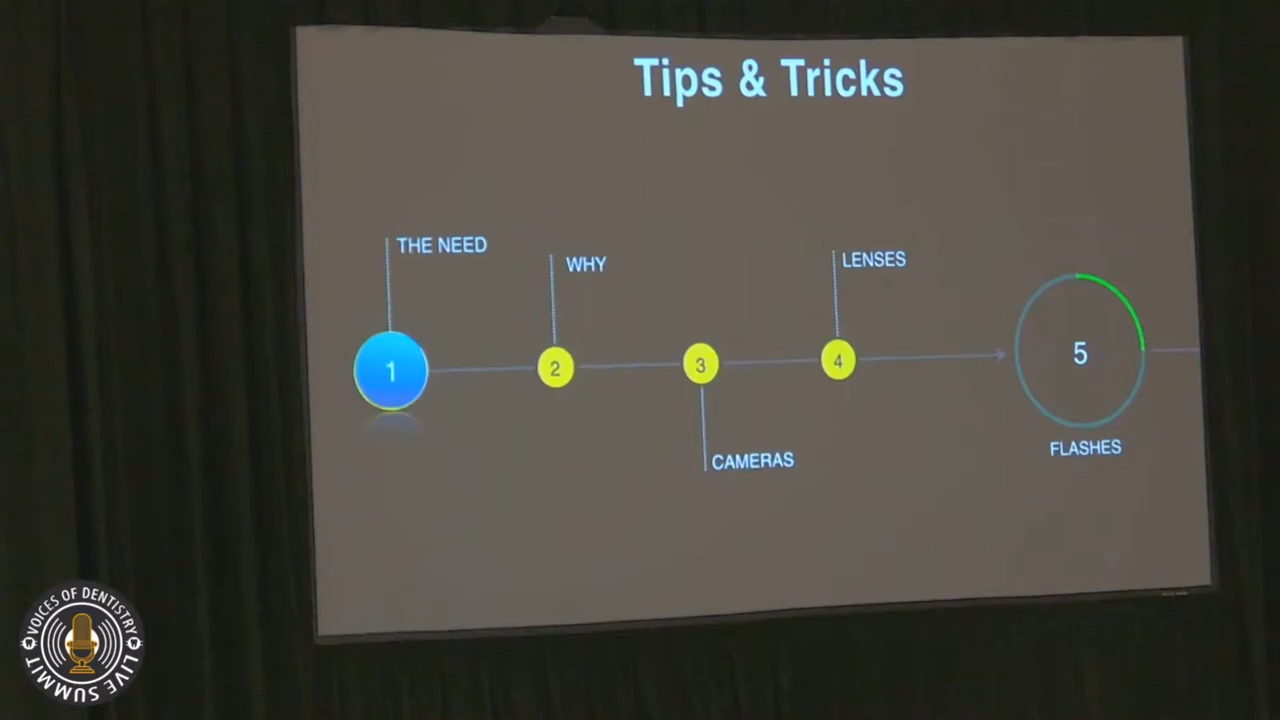 Tips & Tricks
THE NEED
WHY
LENSES
1
2
3
4
5
CAMERAS
FLASHES
VOICES OF DENTISTRY
LIVE SUMMIT